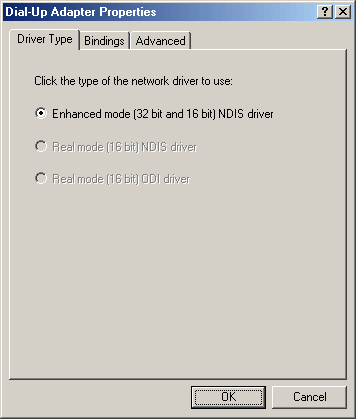 Dial-Up Adapter Properties
Driver Type Bindings Advanced
Click the type of the network driver to use:
Enhanced mode (32 bit and 16 bit) NDIS driver
Real mode (16 bit) NDIS driver
Real mode (16 bit) ODI driver
OK Cancel